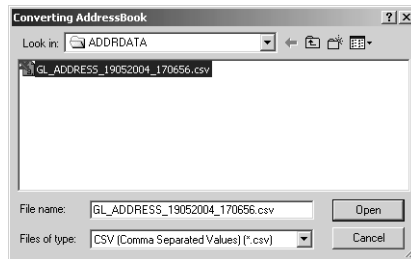 Converting AddressBook
Look in: ADDRDATA
GL_ADDRESS_19052004_170656.csv
File name: GL_ADDRESS_19052004_170656.csv Open
Files of type: CSV (Comma Separated Values) (*.csv) Cancel